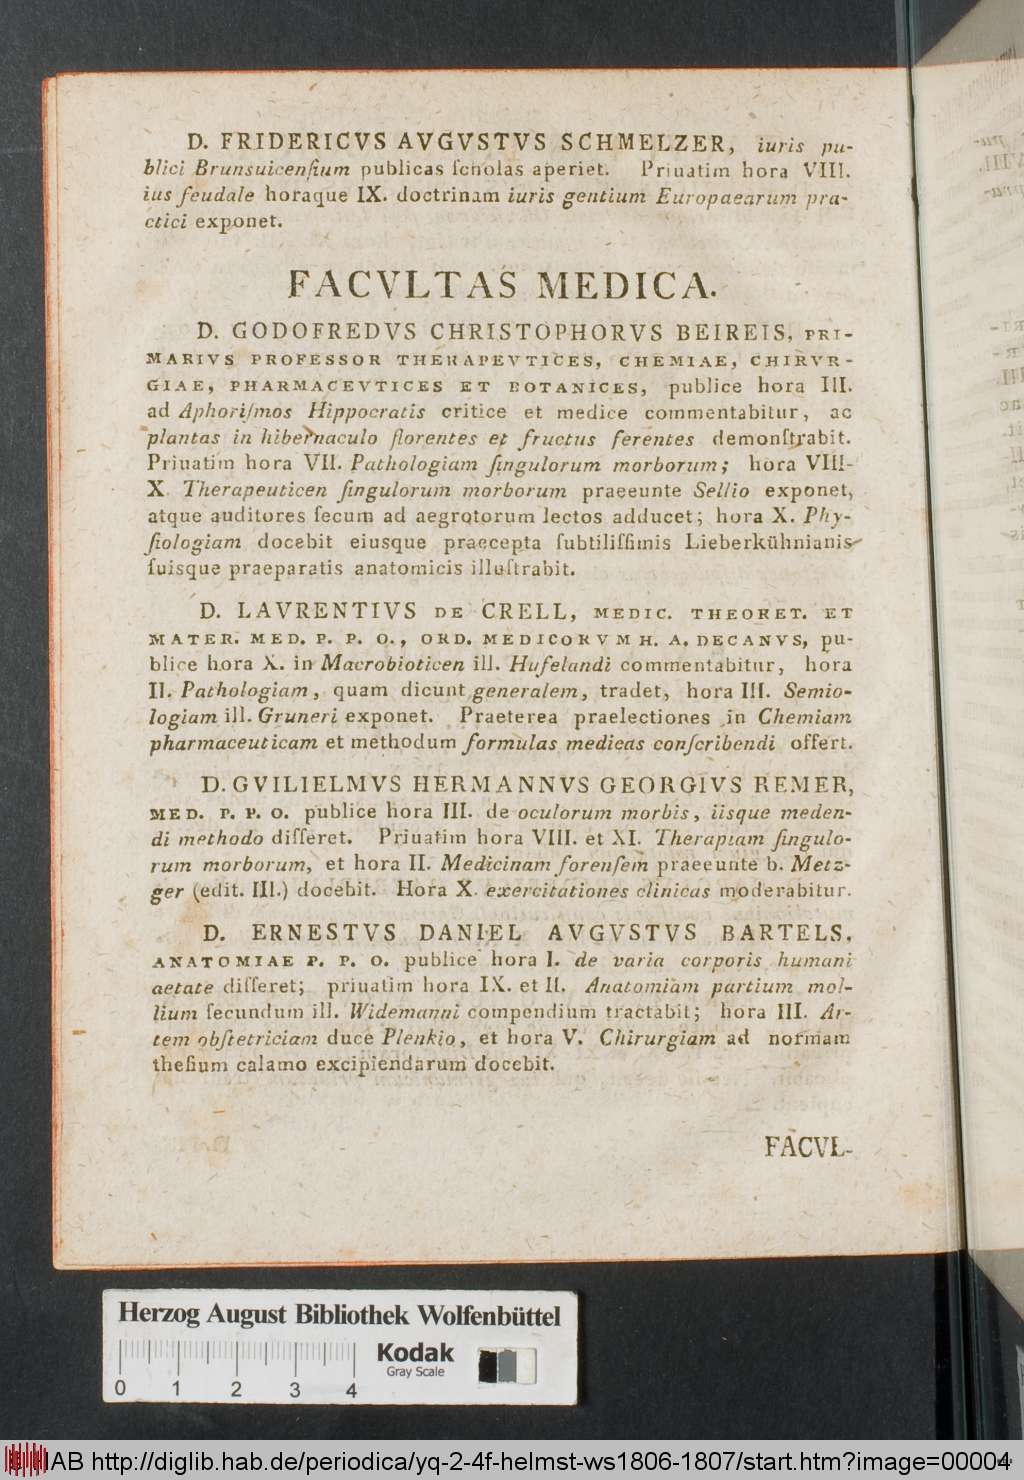 D. FRIDERICVS AVGVSTVS SCHMELZER, iuris pu-
blici Brunsuicenſium publicas ſcholas aperiet. Priuatim hora VIII.
ius feudale horaque IX. doctrinam iuris gentium Europaearum pra-
ctici exponet.
FACVLTAS MEDICA.
D. GODOFREDVS CHRISTOPHORVS BEIREIS, PRI-
MARIVS PROFESSOR THERAPEVTICES, CHEMIAE, CHIRVR-
GIAE, PHARMACEVTICES ET BOTANICES, publice hora III.
ad Aphoriſmos Hippocratis critice et medice commentabitur, ac
plantas in hibernaculo florentes et fructus ferentes demonſtrabit.
Priuatim hora VII. Pathologiam ſingulorum morborum; hora VIII-
X. Therapeuticen ſingulorum morborum praeeunte Sellio exponet,
atque auditores ſecum ad aegrotorum lectos adducet; hora X. Phy-
ſiologiam docebit eiusque praecepta ſubtiliſſimis Lieberkühnianis
ſuisque praeparatis anatomicis illuſtrabit.
D. LAVRENTIVS DE CRELL, MEDIC. THEORET. ET
MATER. MED. P. P. O., ORD. MEDICORVM H. A. DECANVS, pu-
blice hora X. in Macrobioticen ill. Hufelandi commentabitur, hora
II. Pathologiam, quam dicunt generalem, tradet, hora III. Semio-
logiam ill. Gruneri exponet. Praeterea praelectiones in Chemiam
pharmaceuticam et methodum formulas medicas conſcribendi offert.
D. GVILIELMVS HERMANNVS GEORGIVS REMER,
MED. P. P. O. publice hora III. de oculorum morbis, iisque meden-
di methodo diſſeret. Priuatim hora VIII. et XI. Therapiam ſingulo-
rum morborum, et hora II. Medicinam forenſem praeeunte b. Metz-
ger (edit. III.) docebit. Hora X. exercitationes clinicas moderabitur.
D. ERNESTVS DANIEL AVGVSTVS BARTELS,
ANATOMIAE P. P. O. publice hora I. de varia corporis humani
aetate diſſeret; priuatim hora IX. et II. Anatomiam partium mol-
lium ſecundum ill. Widemanni compendium tractabit; hora III. Ar-
tem obſtetriciam duce Plenkio, et hora V. Chirurgiam ad normam
theſium calamo excipiendarum docebit.
FACVL-
Herzog August Bibliothek Wolfenbüttel
Kodak
Gray Scale
0 1 2 3 4
HAB http://diglib.hab.de/periodica/yq-2-4f-helmst-ws1806-1807/start.htm?image=00004